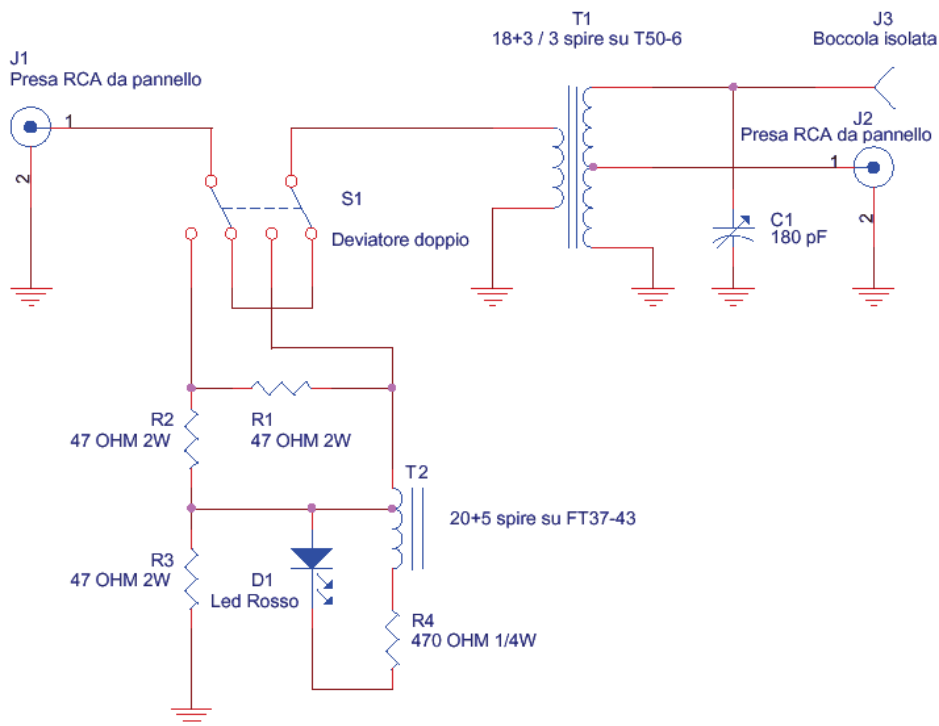 T1
18+3 / 3 spire su T50-6
J3
Boccola isolata
J1
Presa RCA da pannello
1
2
J2
Presa RCA da pannello
1
2
S1
Deviatore doppio
C1
180 pF
R2
47 OHM 2W
R1
47 OHM 2W
T2
20+5 spire su FT37-43
R3
47 OHM 2W
D1
Led Rosso
R4
470 OHM 1/4W